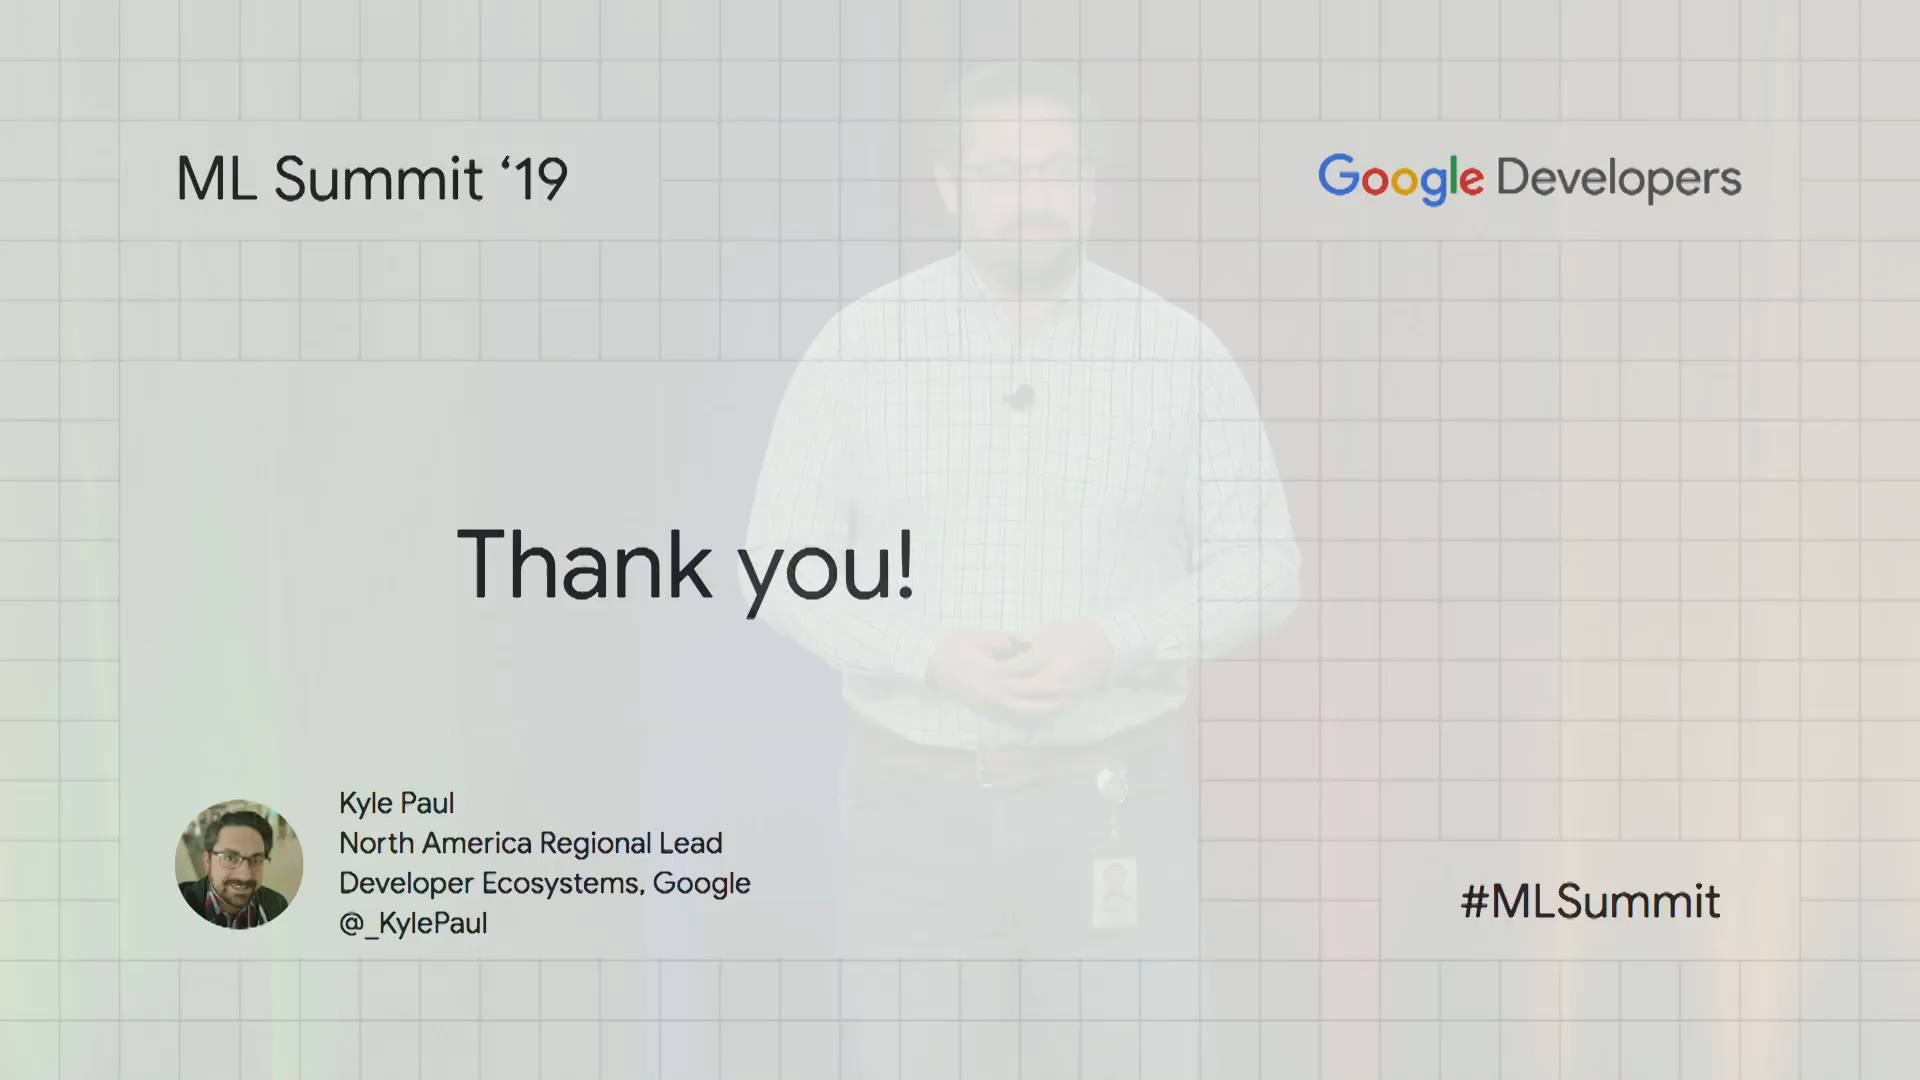 ML Summit ‘19
Google Developers
Thank you!
Kyle Paul
North America Regional Lead
Developer Ecosystems, Google
@_KylePaul
#MLSummit